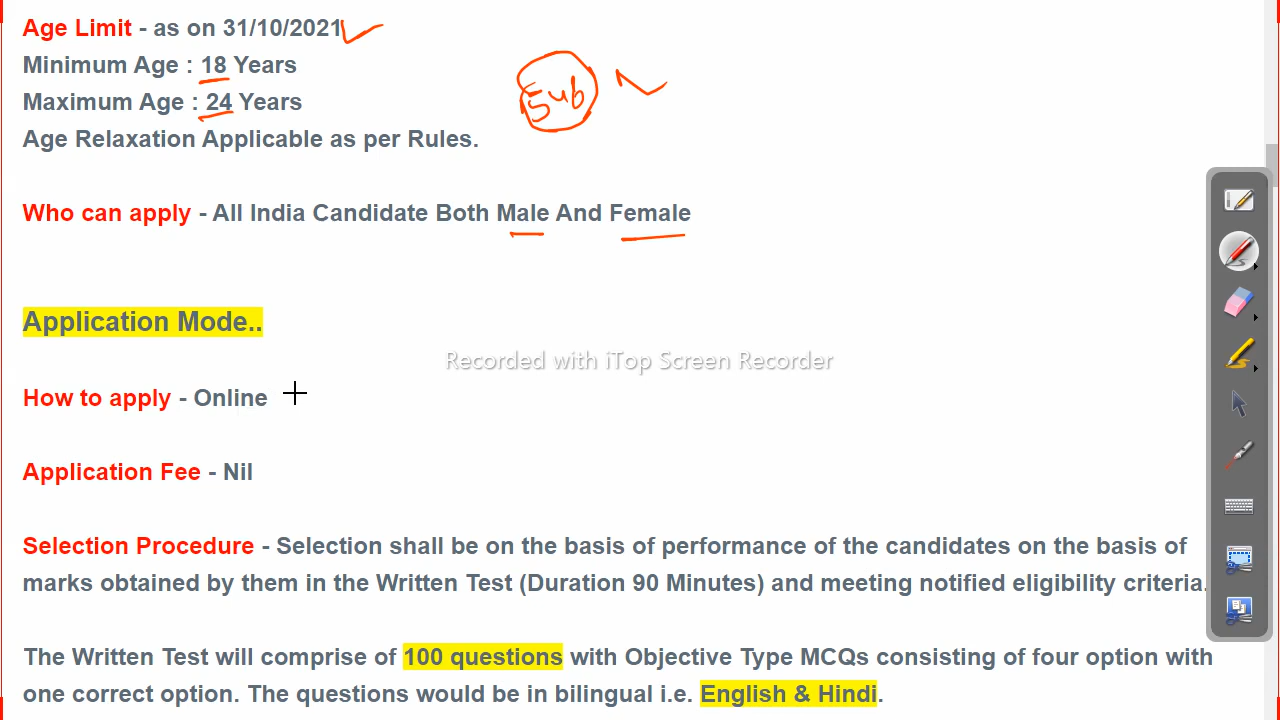 Age Limit - as on 31/10/2021
Minimum Age : 18 Years
Maximum Age : 24 Years
Sub
Age Relaxation Applicable as per Rules.
Who can apply - All India Candidate Both Male And Female
Application Mode..
Recorded with iTop Screen Recorder
How to apply - Online
Application Fee - Nil
Selection Procedure - Selection shall be on the basis of performance of the candidates on the basis of
marks obtained by them in the Written Test (Duration 90 Minutes) and meeting notified eligibility criteria.
The Written Test will comprise of 100 questions with Objective Type MCQs consisting of four option with
one correct option. The questions would be in bilingual i.e. English & Hindi.